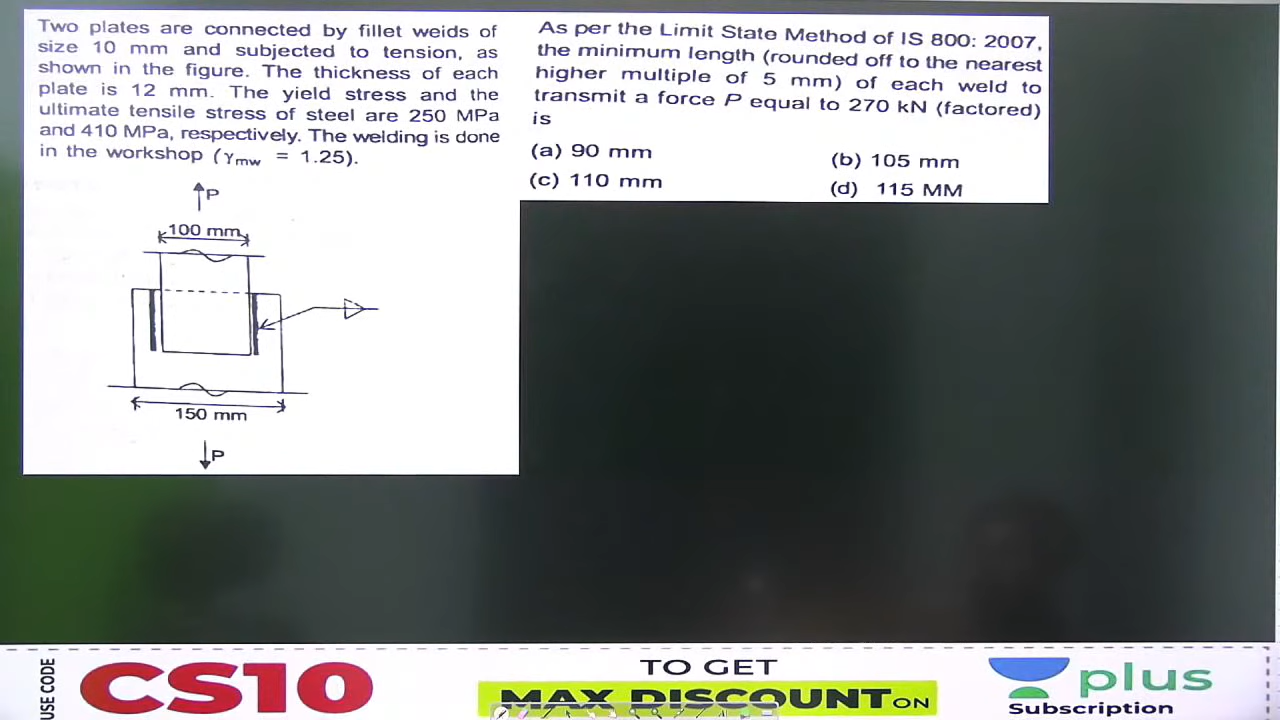 Two plates are connected by fillet weids of
size 10 mm and subjected to tension, as
shown in the figure. The thickness of each
plate is 12 mm. The yield stress and the
ultimate tensile stress of steel are 250 MPa
and 410 MPa, respectively. The welding is done
in the workshop (γmw = 1.25).
P
100 mm
150 mm
P
As per the Limit State Method of IS 800: 2007,
the minimum length (rounded off to the nearest
higher multiple of 5 mm) of each weld to
transmit a force P equal to 270 kN (factored)
is
(a) 90 mm
(b) 105 mm
(c) 110 mm
(d) 115 MM
USE CODE
CS10
TO GET
MAX DISCOUNT ON
plus
Subscription